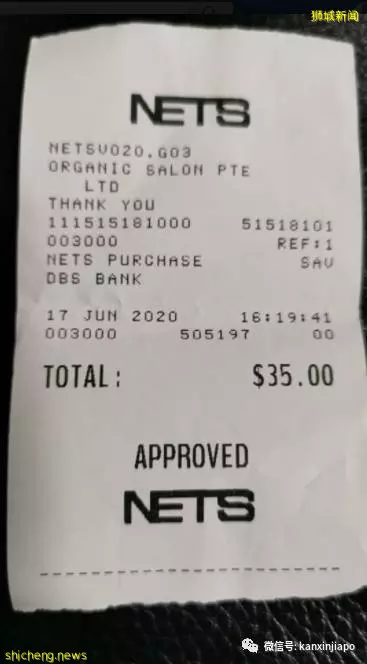 狮城新闻
NETS
NETSV020.G03
ORGANIC SALON PTE
LTD
THANK YOU
111515181000 51518101
003000 REF:1
NETS PURCHASE SAV
DBS BANK
17 JUN 2020 16:19:41
003000 505197 00
TOTAL: $35.00
APPROVED
NETS
微信号: kanxinjiapo
shicheng.news